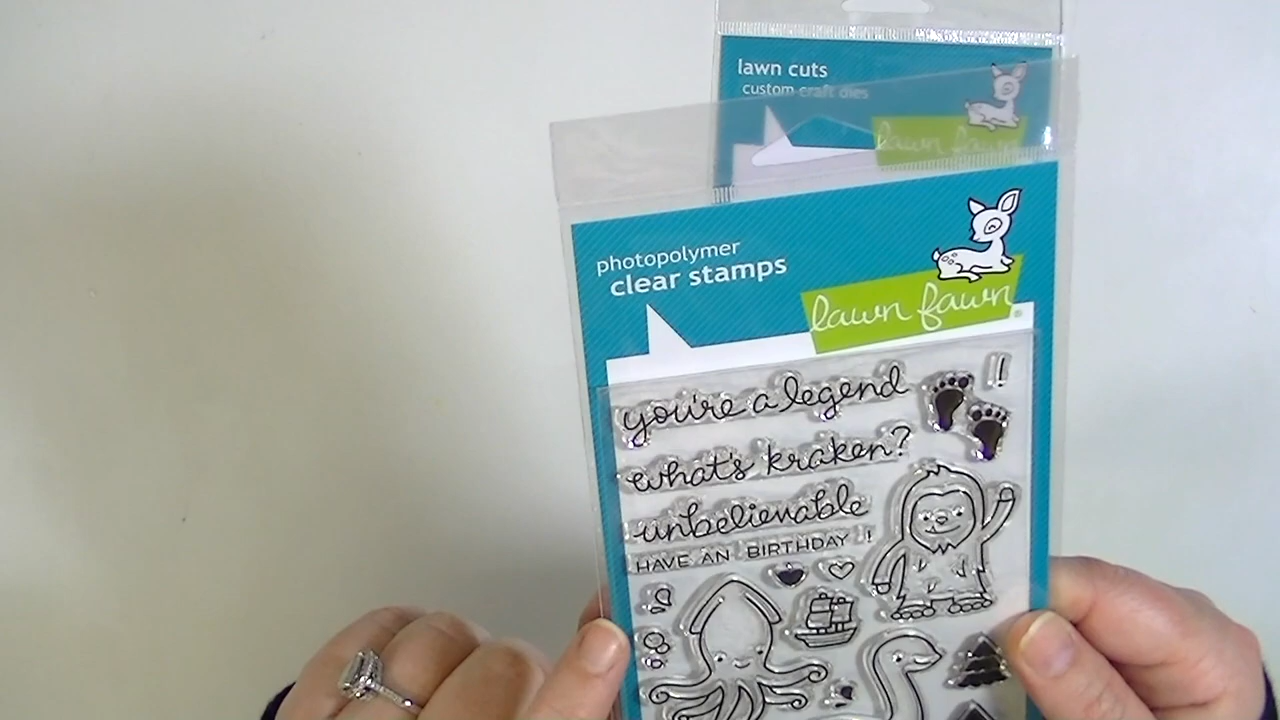 lawn cuts
custom craft dies
lawn fawn
photopolymer
clear stamps
lawn fawn
you're a legend
!
what's kraken?
unbelievable
HAVE AN BIRTHDAY !